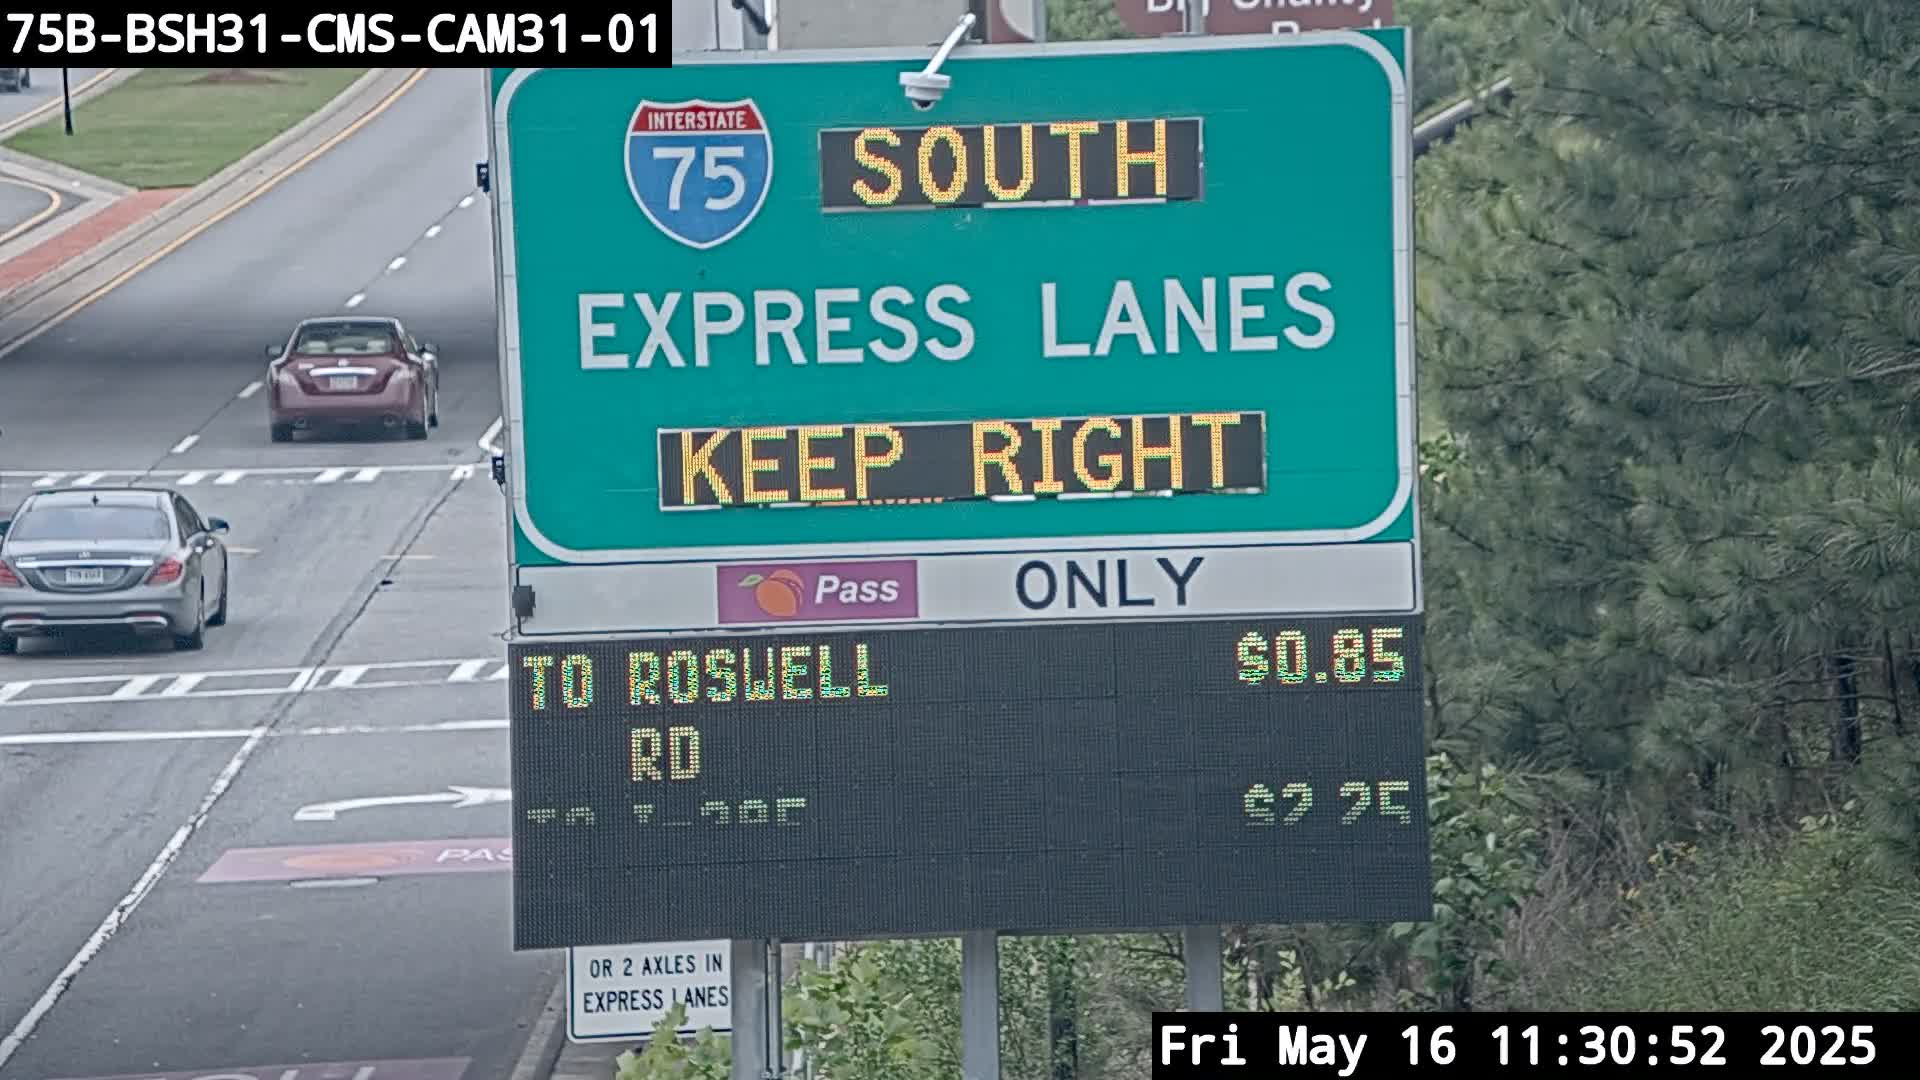 75B-BSH31-CMS-CAM31-01
INTERSTATE
75
SOUTH
EXPRESS LANES
KEEP RIGHT
Pass ONLY
TO ROSWELL $0.85
RD
OR 2 AXLES IN
EXPRESS LANES
Fri May 16 11:30:52 2025